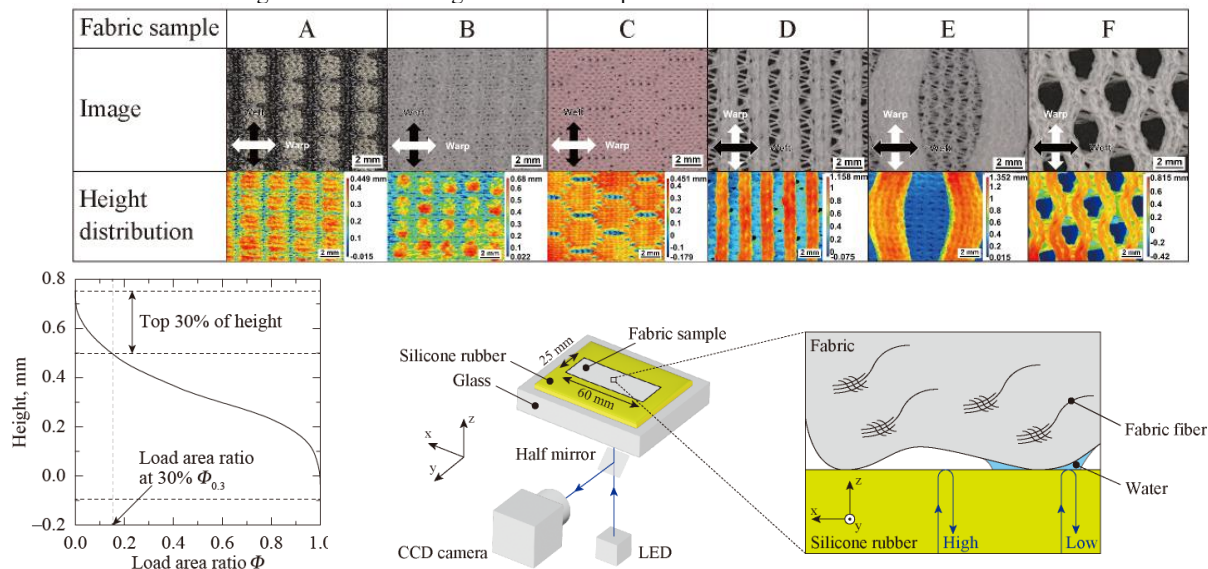 Fabric sample A B C D E F
Image
Weft Warp 2 mm
Weft Warp 2 mm
Weft Warp 2 mm
Warp Weft 2 mm
Warp Weft 2 mm
Warp Weft 2 mm
Height
distribution
0.449 mm 0.4 0.3 0.2 0.1 -0.015 2 mm
0.68 mm 0.6 0.5 0.4 0.3 0.2 0.1 0.022 2 mm
0.451 mm 0.4 0.3 0.2 0.1 0 -0.179 2 mm
1.158 mm 1 0.8 0.6 0.4 0.2 -0.075 2 mm
1.352 mm 1.2 1 0.8 0.6 0.4 0.2 0.015 2 mm
0.815 mm 0.6 0.4 0.2 0 -0.2 -0.42 2 mm
0.8
0.6
0.4
0.2
0.0
−0.2
Height, mm
Top 30% of height
Load area ratio
at 30% Φ0.3
0.0 0.2 0.4 0.6 0.8 1.0
Load area ratio Φ
Fabric sample
Silicone rubber
25 mm
Glass
60 mm
x
z
y
Half mirror
CCD camera
LED
Fabric
Fabric fiber
Water
z
x
y
Silicone rubber
High
Low